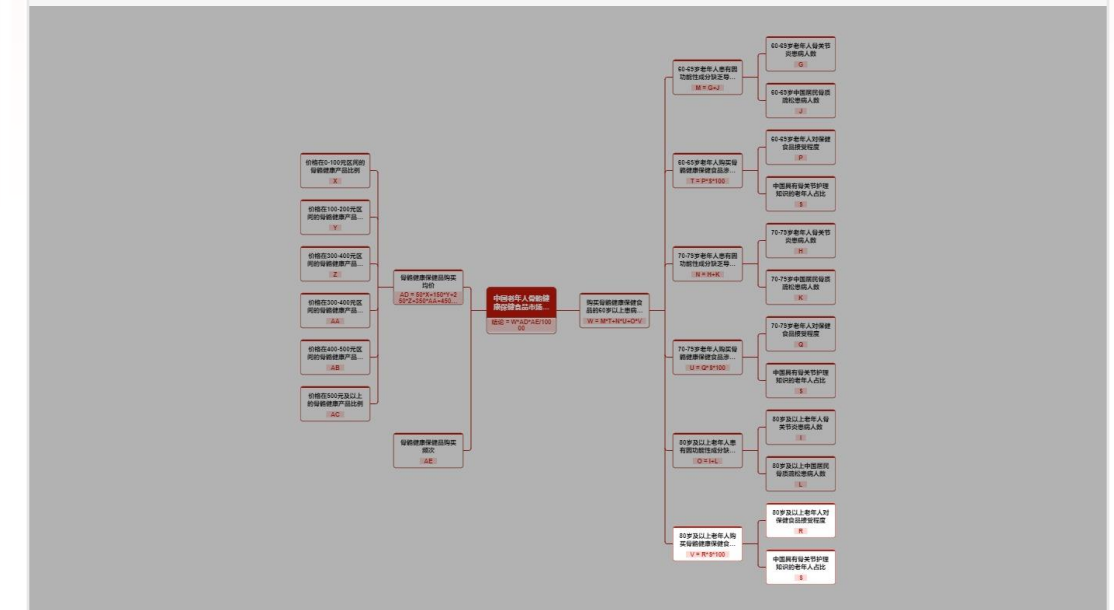 价格在0-100元区间的
骨骼健康产品比例
X
价格在100-200元区
间的骨骼健康产品...
Y
价格在300-400元区
间的骨骼健康产品...
Z
价格在300-400元区
间的骨骼健康产品...
AA
价格在400-500元区
间的骨骼健康产品...
AB
价格在500元及以上
的骨骼健康产品比例
AC
骨骼健康保健品购买
均价
AD = 50*X+150*Y+2
50*Z+350*AA+450...
骨骼健康保健品购买
频次
AE
中国老年人骨骼健
康保健食品市场...
结论 = W*AD*AE/100
00
购买骨骼健康保健食
品的60岁以上患病...
W = M*T+N*U+O*V
60-69岁老年人患有因
功能性成分缺乏导...
M = G+J
60-69岁老年人骨关节
炎患病人数
G
60-69岁中国居民骨质
疏松患病人数
J
60-69岁老年人购买骨
骼健康保健食品渗...
T = P*S*100
60-69岁老年人对保健
食品接受程度
P
中国具有骨关节护理
知识的老年人占比
S
70-79岁老年人患有因
功能性成分缺乏导...
N = H+K
70-79岁老年人骨关节
炎患病人数
H
70-79岁中国居民骨质
疏松患病人数
K
70-79岁老年人购买骨
骼健康保健食品渗...
U = Q*S*100
70-79岁老年人对保健
食品接受程度
Q
中国具有骨关节护理
知识的老年人占比
S
80岁及以上老年人患
有因功能性成分缺...
O = I+L
80岁及以上老年人骨
关节炎患病人数
I
80岁及以上中国居民
骨质疏松患病人数
L
80岁及以上老年人购
买骨骼健康保健食...
V = R*S*100
80岁及以上老年人对
保健食品接受程度
R
中国具有骨关节护理
知识的老年人占比
S